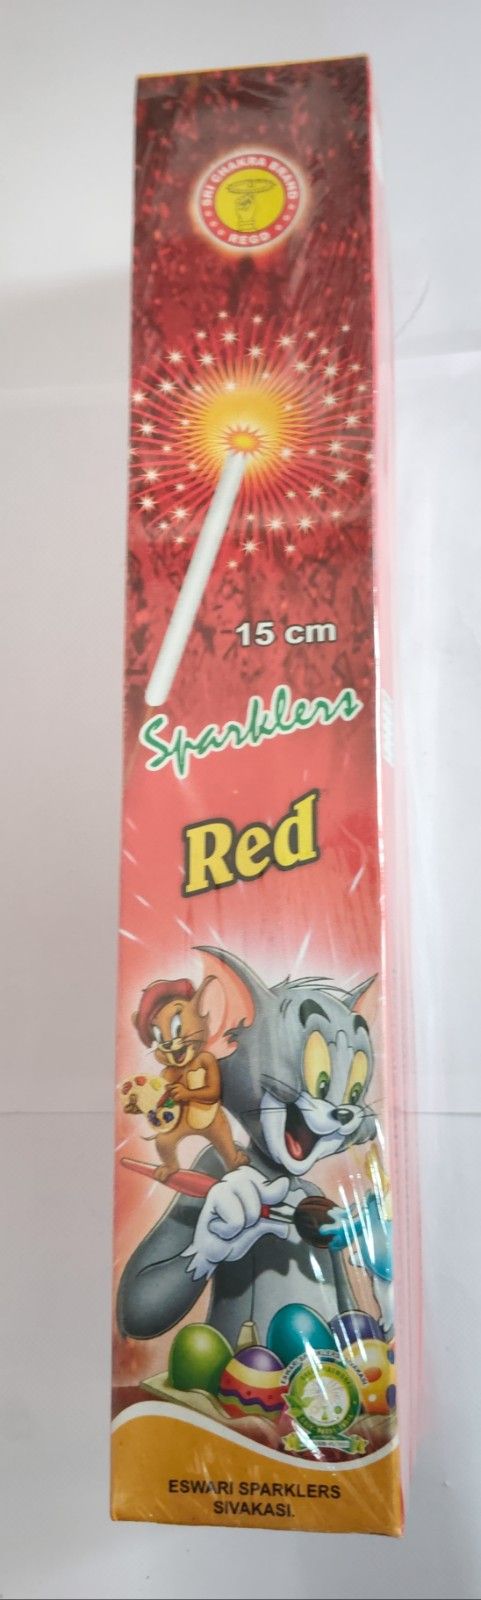 SRI CHAKRA BRAND
REGD
15 cm
Sparklers
Red
ESWARI SPARKLERS
SIVAKASI.